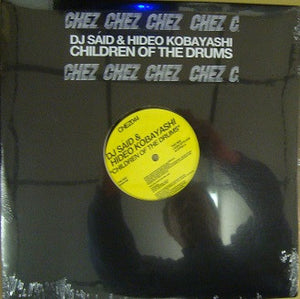 CHEZ CHEZ CHEZ CHEZ C
DJ SAID & HIDEO KOBAYASHI
CHILDREN OF THE DRUMS
CHEZ CHEZ CHEZ CHEZ C
DJ SAID &
HIDEO KOBAYASHI
"CHILDREN OF THE DRUMS"